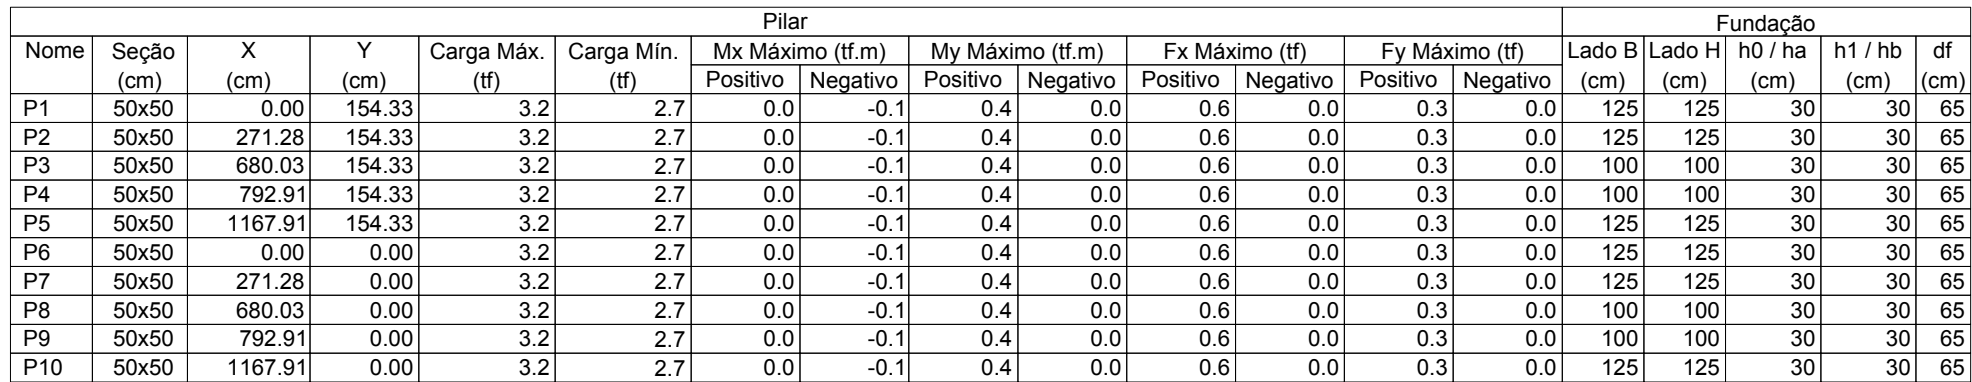 Pilar Fundação
Nome Seção X Y Carga Máx. Carga Mín. Mx Máximo (tf.m) My Máximo (tf.m) Fx Máximo (tf) Fy Máximo (tf) Lado B Lado H h0 / ha h1 / hb df
(cm) (cm) (cm) (tf) (tf) Positivo Negativo Positivo Negativo Positivo Negativo Positivo Negativo (cm) (cm) (cm) (cm) (cm)
P1 50x50 0.00 154.33 3.2 2.7 0.0 -0.1 0.4 0.0 0.6 0.0 0.3 0.0 125 125 30 30 65
P2 50x50 271.28 154.33 3.2 2.7 0.0 -0.1 0.4 0.0 0.6 0.0 0.3 0.0 125 125 30 30 65
P3 50x50 680.03 154.33 3.2 2.7 0.0 -0.1 0.4 0.0 0.6 0.0 0.3 0.0 100 100 30 30 65
P4 50x50 792.91 154.33 3.2 2.7 0.0 -0.1 0.4 0.0 0.6 0.0 0.3 0.0 100 100 30 30 65
P5 50x50 1167.91 154.33 3.2 2.7 0.0 -0.1 0.4 0.0 0.6 0.0 0.3 0.0 125 125 30 30 65
P6 50x50 0.00 0.00 3.2 2.7 0.0 -0.1 0.4 0.0 0.6 0.0 0.3 0.0 125 125 30 30 65
P7 50x50 271.28 0.00 3.2 2.7 0.0 -0.1 0.4 0.0 0.6 0.0 0.3 0.0 125 125 30 30 65
P8 50x50 680.03 0.00 3.2 2.7 0.0 -0.1 0.4 0.0 0.6 0.0 0.3 0.0 100 100 30 30 65
P9 50x50 792.91 0.00 3.2 2.7 0.0 -0.1 0.4 0.0 0.6 0.0 0.3 0.0 100 100 30 30 65
P10 50x50 1167.91 0.00 3.2 2.7 0.0 -0.1 0.4 0.0 0.6 0.0 0.3 0.0 125 125 30 30 65